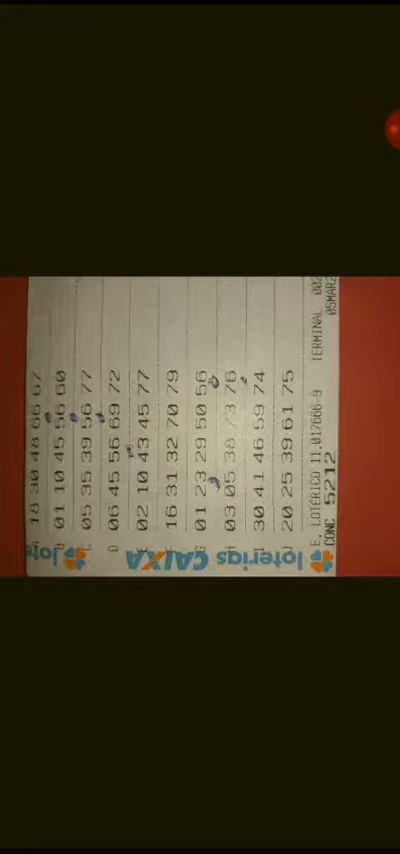 A 18 30 48 66 67
B 01 10 45 56 60
C 05 35 39 56 77
D 06 45 56 69 72
E 02 10 43 45 77
F 16 31 32 70 79
G 01 23 29 50 56
H 03 05 38 73 76
I 30 41 46 59 74
J 20 25 39 61 75
E. LOTÉRICO 11.017666-9 TERMINAL
CONC 5212
loterias CAIXA